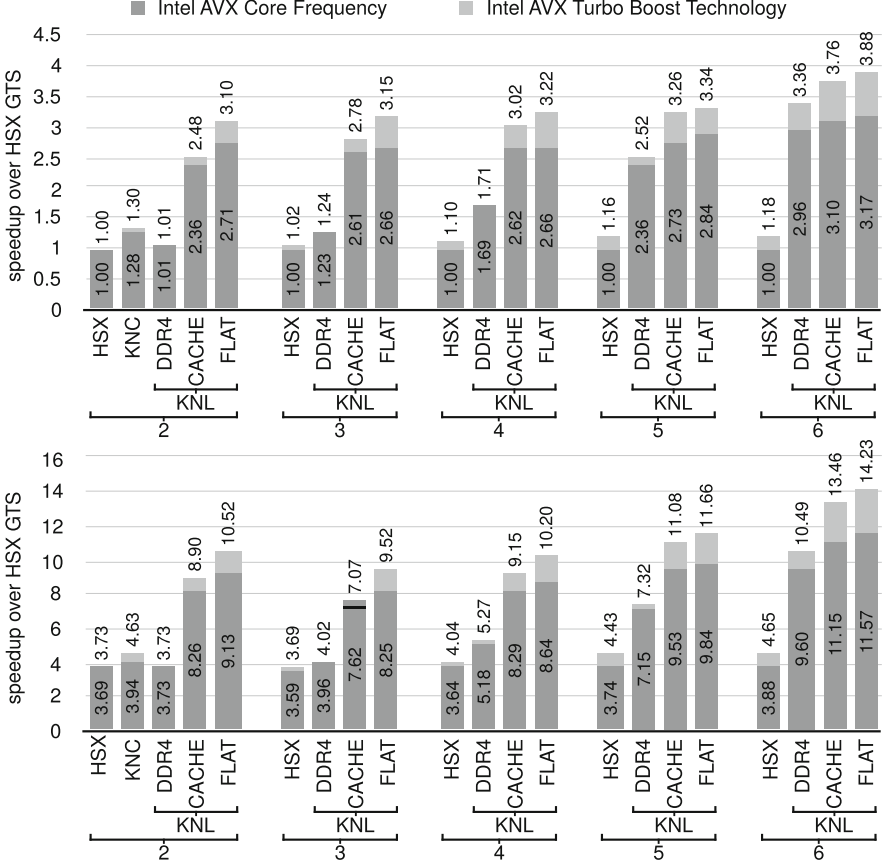 Intel AVX Core Frequency Intel AVX Turbo Boost Technology
speedup over HSX GTS
4.5
4
3.5
3
2.5
2
1.5
1
0.5
0
1.00 1.30 1.01 2.48 3.10 1.02 1.24 2.78 3.15 1.10 1.71 3.02 3.22 1.16 2.52 3.26 3.34 1.18 3.36 3.76 3.88
1.00 1.28 1.01 2.36 2.71 1.00 1.23 2.61 2.66 1.00 1.69 2.62 2.66 1.00 2.36 2.73 2.84 1.00 2.96 3.10 3.17
HSX KNC DDR4 CACHE FLAT HSX DDR4 CACHE FLAT HSX DDR4 CACHE FLAT HSX DDR4 CACHE FLAT HSX DDR4 CACHE FLAT
KNL KNL KNL KNL KNL
2 3 4 5 6
speedup over HSX GTS
16
14
12
10
8
6
4
2
0
3.73 4.63 3.73 8.90 10.52 3.69 4.02 7.07 9.52 4.04 5.27 9.15 10.20 4.43 7.32 11.08 11.66 4.65 10.49 13.46 14.23
3.69 3.94 3.73 8.26 9.13 3.59 3.96 7.62 8.25 3.64 5.18 8.29 8.64 3.74 7.15 9.53 9.84 3.88 9.60 11.15 11.57
HSX KNC DDR4 CACHE FLAT HSX DDR4 CACHE FLAT HSX DDR4 CACHE FLAT HSX DDR4 CACHE FLAT HSX DDR4 CACHE FLAT
KNL KNL KNL KNL KNL
2 3 4 5 6